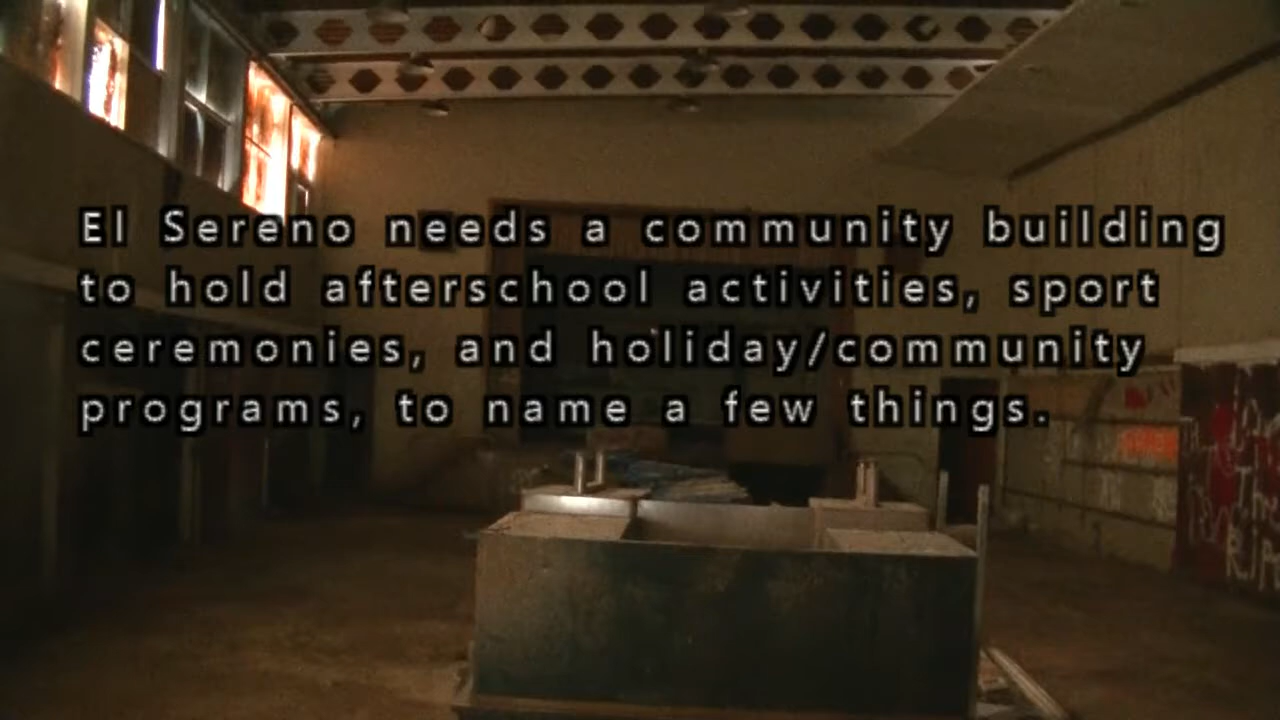 El Sereno needs a community building
to hold afterschool activities, sport
ceremonies, and holiday/community
programs, to name a few things.